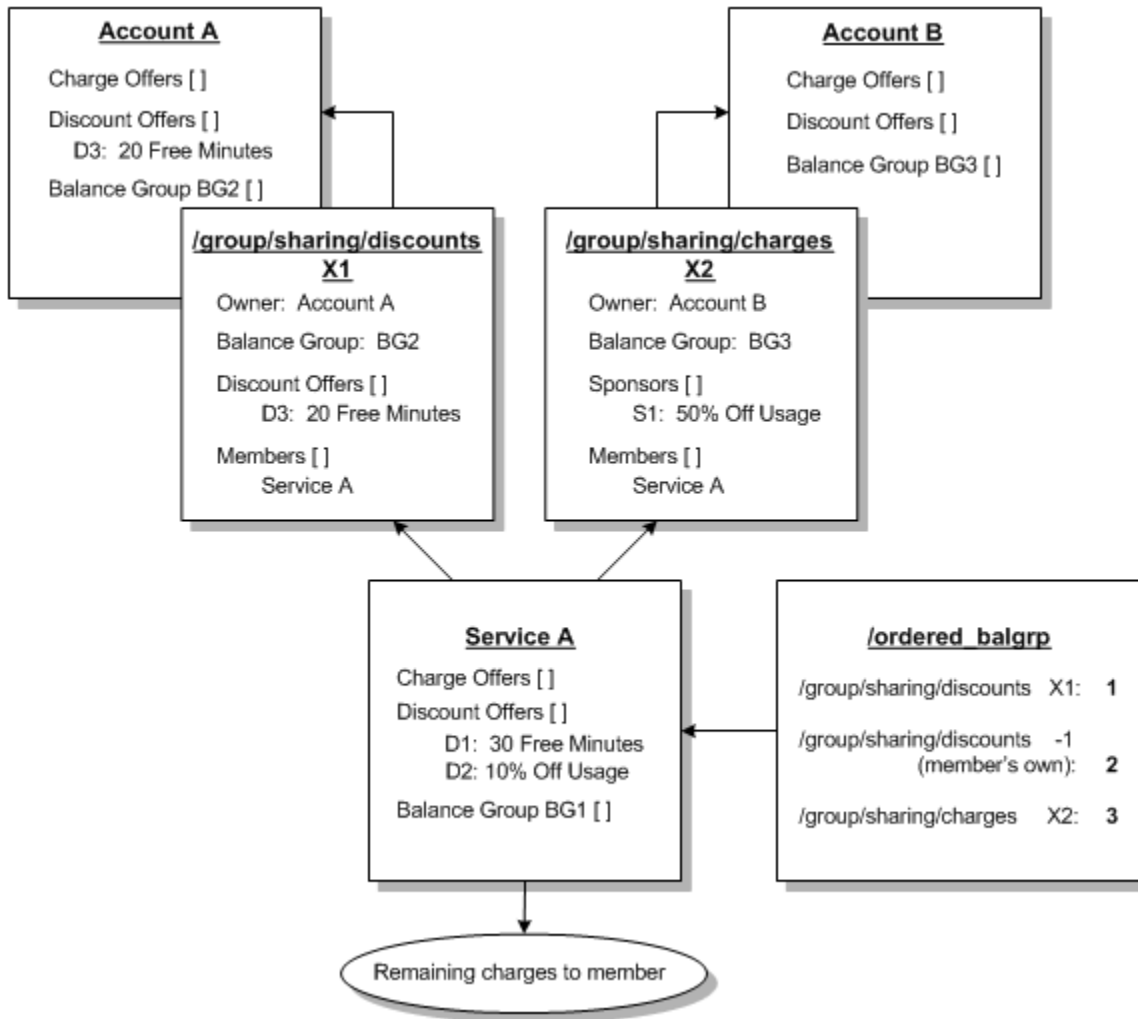 Account A
Charge Offers [ ]
Discount Offers [ ]
D3: 20 Free Minutes
Balance Group BG2 [ ]
Account B
Charge Offers [ ]
Discount Offers [ ]
Balance Group BG3 [ ]
/group/sharing/discounts
X1
Owner: Account A
Balance Group: BG2
Discount Offers [ ]
D3: 20 Free Minutes
Members [ ]
Service A
/group/sharing/charges
X2
Owner: Account B
Balance Group: BG3
Sponsors [ ]
S1: 50% Off Usage
Members [ ]
Service A
Service A
Charge Offers [ ]
Discount Offers [ ]
D1: 30 Free Minutes
D2: 10% Off Usage
Balance Group BG1 [ ]
/ordered_balgrp
/group/sharing/discounts X1: 1
/group/sharing/discounts -1
(member's own): 2
/group/sharing/charges X2: 3
Remaining charges to member